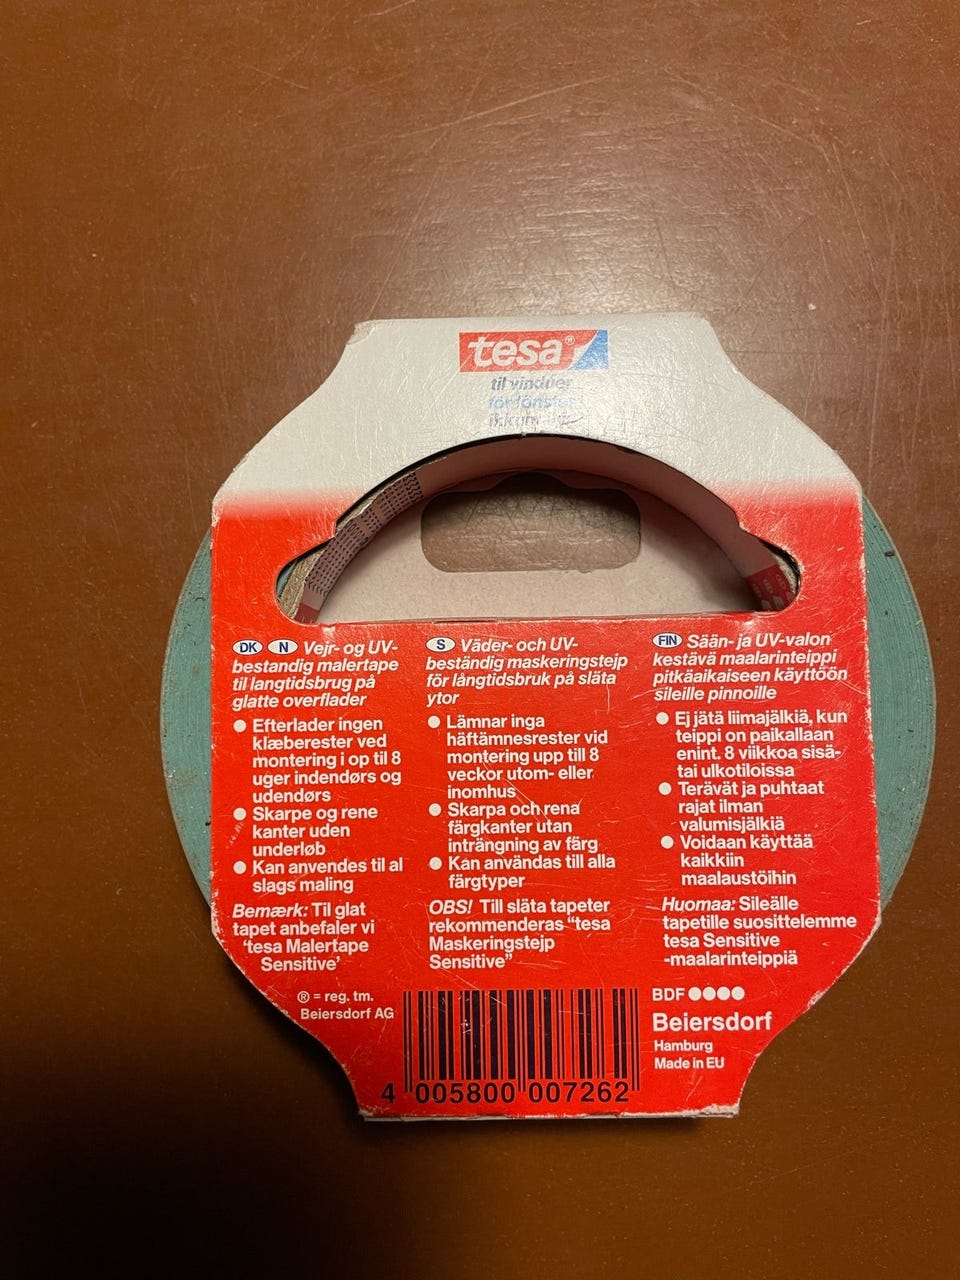 tesa®
til vinduer
för fönster
DK N Vejr- og UV-
bestandig malertape
til langtidsbrug på
glatte overflader
● Efterlader ingen
klæberester ved
montering i op til 8
uger indendørs og
udendørs
● Skarpe og rene
kanter uden
underløb
● Kan anvendes til al
slags maling
Bemærk: Til glat
tapet anbefaler vi
'tesa Malertape
Sensitive'
S Väder- och UV-
beständig maskeringstejp
för långtidsbruk på släta
ytor
● Lämnar inga
häftämnesrester vid
montering upp till 8
veckor utom- eller
inomhus
● Skarpa och rena
färgkanter utan
inträngning av färg
● Kan användas till alla
färgtyper
OBS! Till släta tapeter
rekommenderas "tesa
Maskeringstejp
Sensitive"
FIN Sään- ja UV-valon
kestävä maalarinteippi
pitkäaikaiseen käyttöön
sileille pinnoille
● Ei jätä liimajälkiä, kun
teippi on paikallaan
enint. 8 viikkoa sisä-
tai ulkotiloissa
● Terävät ja puhtaat
rajat ilman
valumisjälkiä
● Voidaan käyttää
kaikkiin
maalaustöihin
Huomaa: Sileälle
tapetille suosittelemme
tesa Sensitive
-maalarinteippiä
® = reg. tm.
Beiersdorf AG
4 005800 007262
BDF ●●●●
Beiersdorf
Hamburg
Made in EU